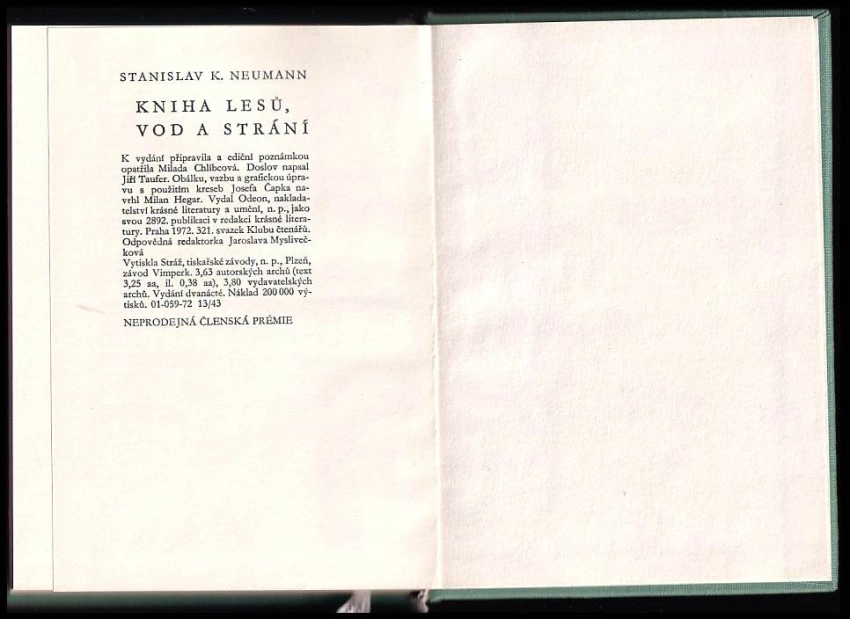 STANISLAV K. NEUMANN
KNIHA LESŮ,
VOD A STRÁNÍ
K vydání připravila a ediční poznámkou
opatřila Milada Chlíbcová. Doslov napsal
Jiří Taufer. Obálku, vazbu a grafickou úpra-
vu s použitím kreseb Josefa Čapka na-
vrhl Milan Hegar. Vydal Odeon, naklada-
telství krásné literatury a umění, n. p., jako
svou 2892. publikaci v redakci krásné litera-
tury. Praha 1972. 321. svazek Klubu čtenářů.
Odpovědná redaktorka Jaroslava Mysliveč-
ková
Vytiskla Stráž, tiskařské závody, n. p., Plzeň,
závod Vimperk. 3,63 autorských archů (text
3,25 aa, il. 0,38 aa), 3,80 vydavatelských
archů. Vydání dvanácté. Náklad 200 000 vý-
tisků. 01-059-72 13/43
NEPRODEJNÁ ČLENSKÁ PRÉMIE